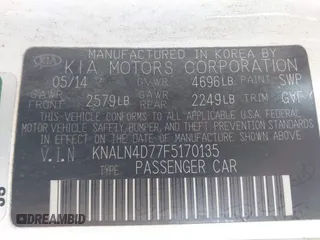 MANUFACTURED IN KOREA BY
KIA KIA MOTORS CORPORATION
05/14 GVWR 4696LB PAINT SWP
GAWR FRONT 2579LB GAWR REAR 2249LB TRIM
THIS VEHICLE CONFORMS TO ALL APPLICABLE
FEDERAL MOTOR VEHICLE SAFETY, BUMPER,
AND THEFT PREVENTION STANDARDS IN EFFECT
ON THE DATE OF MANUFACTURE SHOWN ABOVE.
V.I.N KNALN4D77F5170135
TYPE PASSENGER CAR
DREAMBID